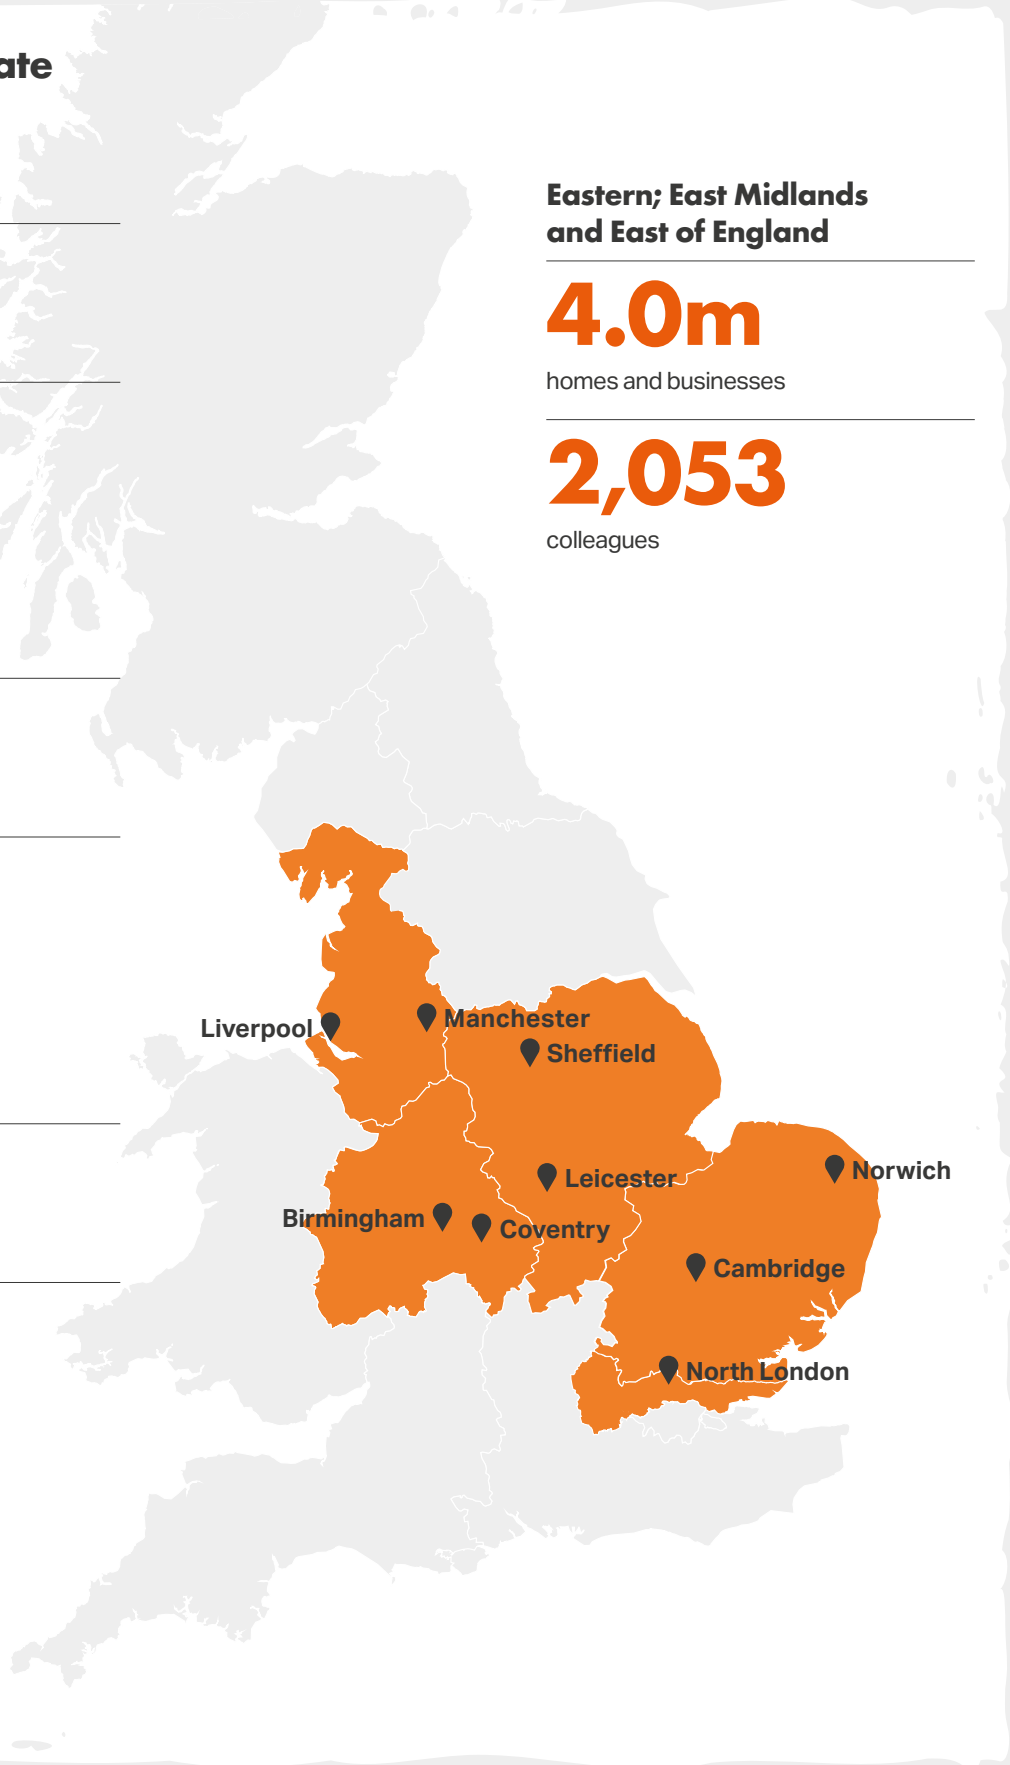 ate
Eastern; East Midlands
and East of England
4.0m
homes and businesses
2,053
colleagues
Liverpool
Manchester
Sheffield
Leicester
Norwich
Birmingham
Coventry
Cambridge
North London